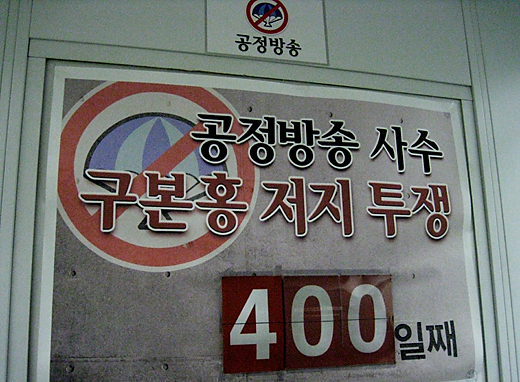 공정방송
공정방송 사수
구본홍 저지 투쟁
400일째